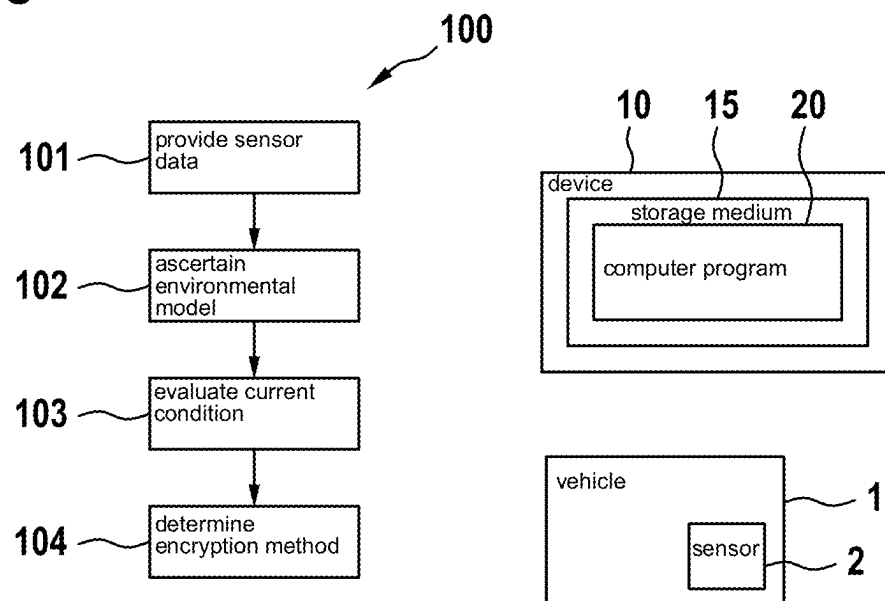 100
101
provide sensor
data
102
ascertain
environmental
model
103
evaluate current
condition
104
determine
encryption method
10
15
20
device
storage medium
computer program
vehicle
1
sensor
2